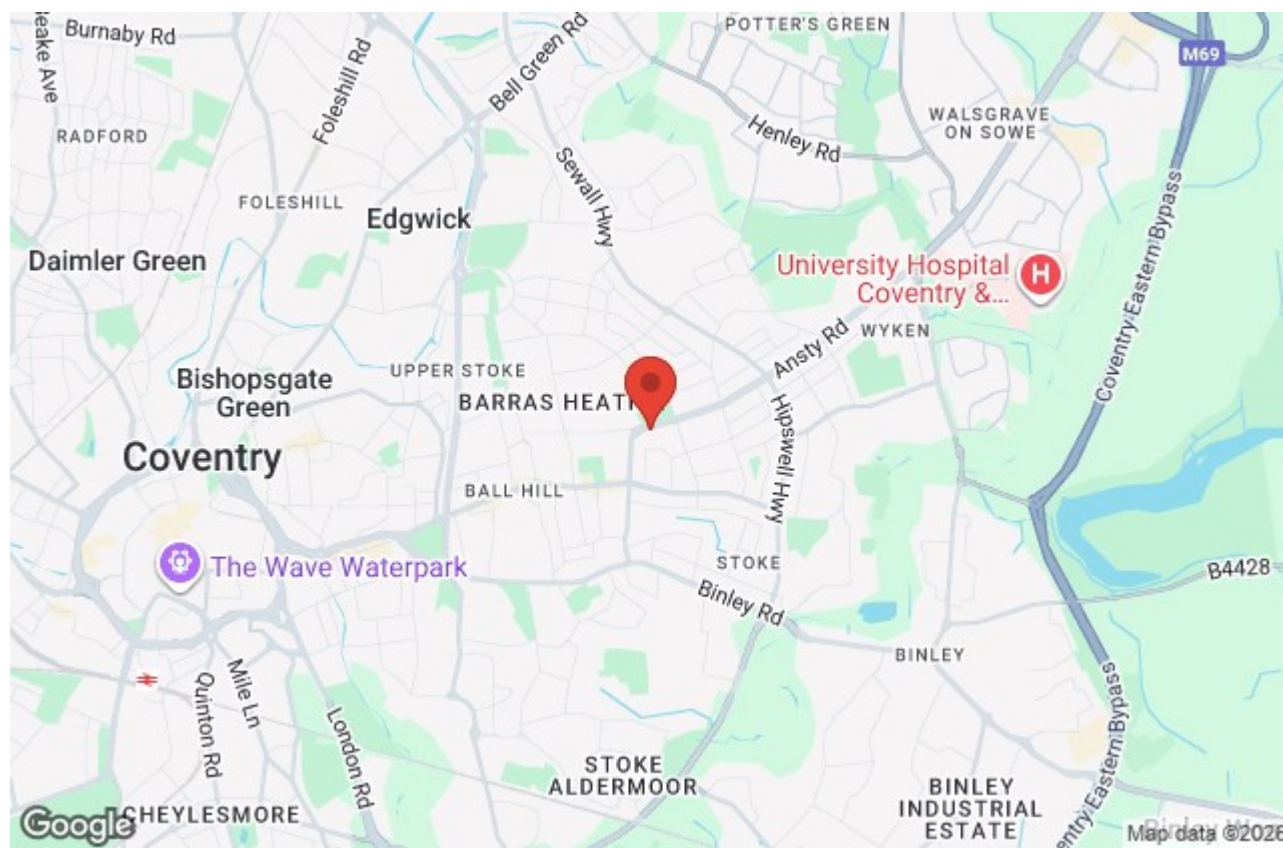 POTTER'S GREEN
Burnaby Rd
Foleshill Rd
Bell Green Rd
M69
RADFORD
WALSGRAVE
ON SOWE
Henley Rd
Sewall Hwy
FOLESHILL
Edgwick
Daimler Green
University Hospital
Coventry &...
H
WYKEN
Ansty Rd
Coventry Eastern Bypass
UPPER STOKE
Bishopsgate
Green
BARRAS HEATH
Hipswell Hwy
Coventry
BALL HILL
The Wave Waterpark
STOKE
B4428
Binley Rd
BINLEY
Mile Ln
Quinton Rd
London Rd
STOKE
ALDERMOOR
CHEYLESMORE
BINLEY
INDUSTRIAL
ESTATE
Google
Map data ©2026